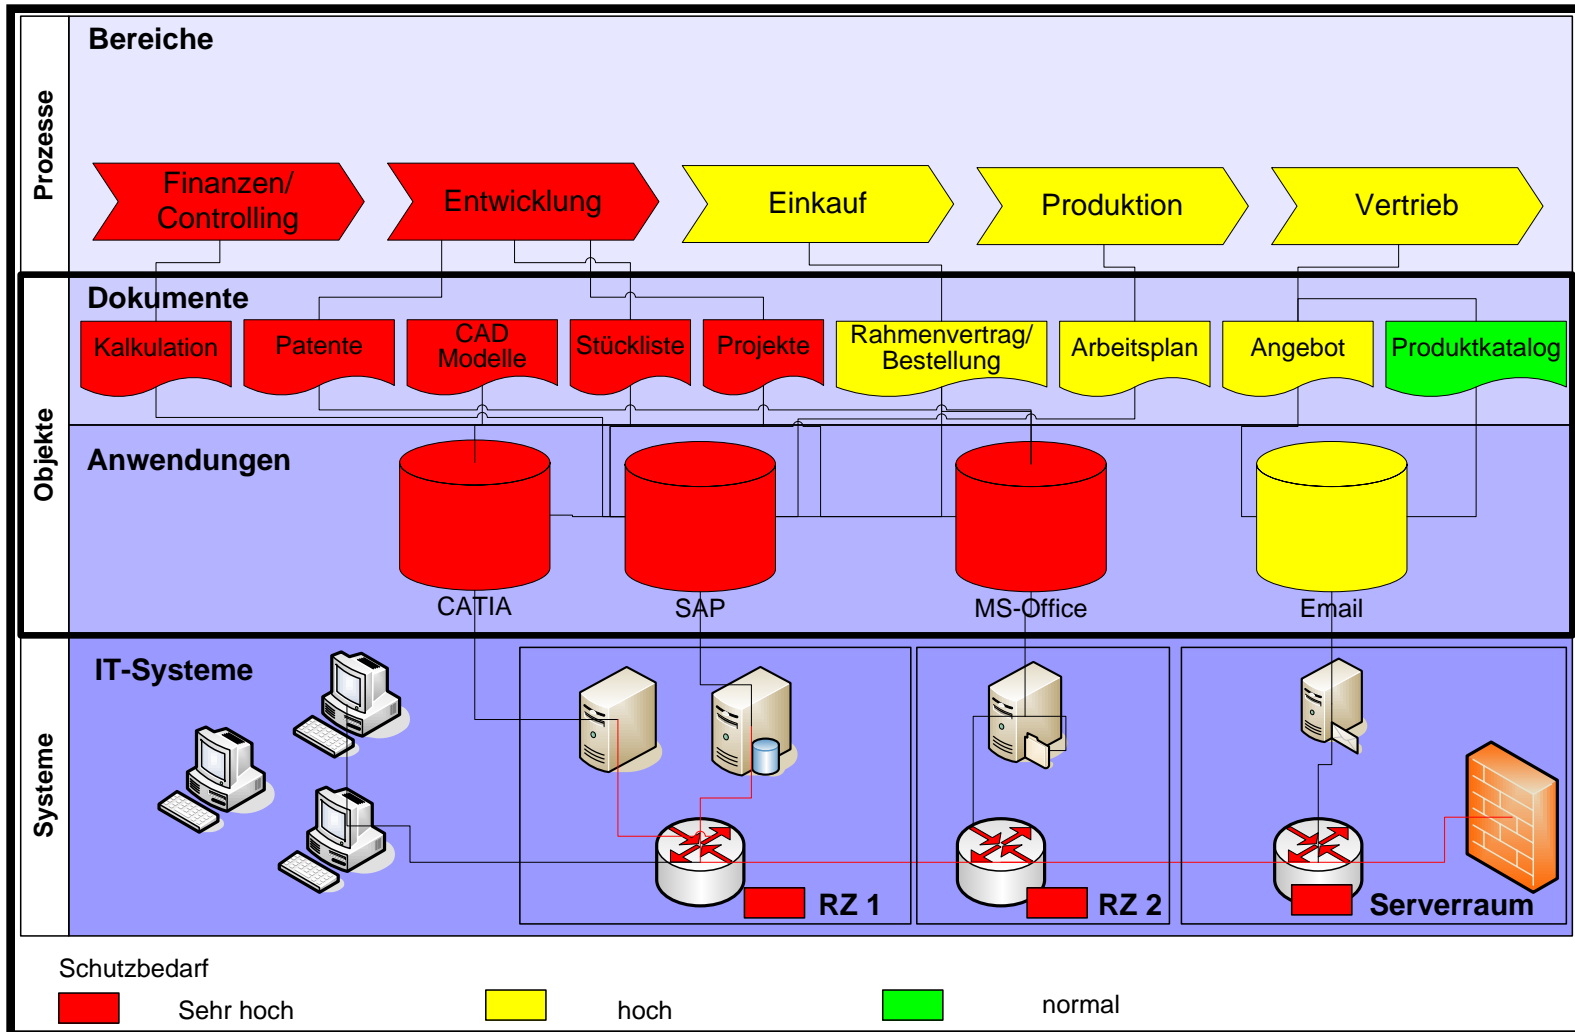 Bereiche
Prozesse
Finanzen/
Controlling
Entwicklung
Einkauf
Produktion
Vertrieb
Dokumente
Objekte
Kalkulation
Patente
CAD
Modelle
Stückliste
Projekte
Rahmenvertrag/
Bestellung
Arbeitsplan
Angebot
Produktkatalog
Anwendungen
CATIA
SAP
MS-Office
Email
IT-Systeme
Systeme
RZ 1
RZ 2
Serverraum
Schutzbedarf
Sehr hoch
hoch
normal